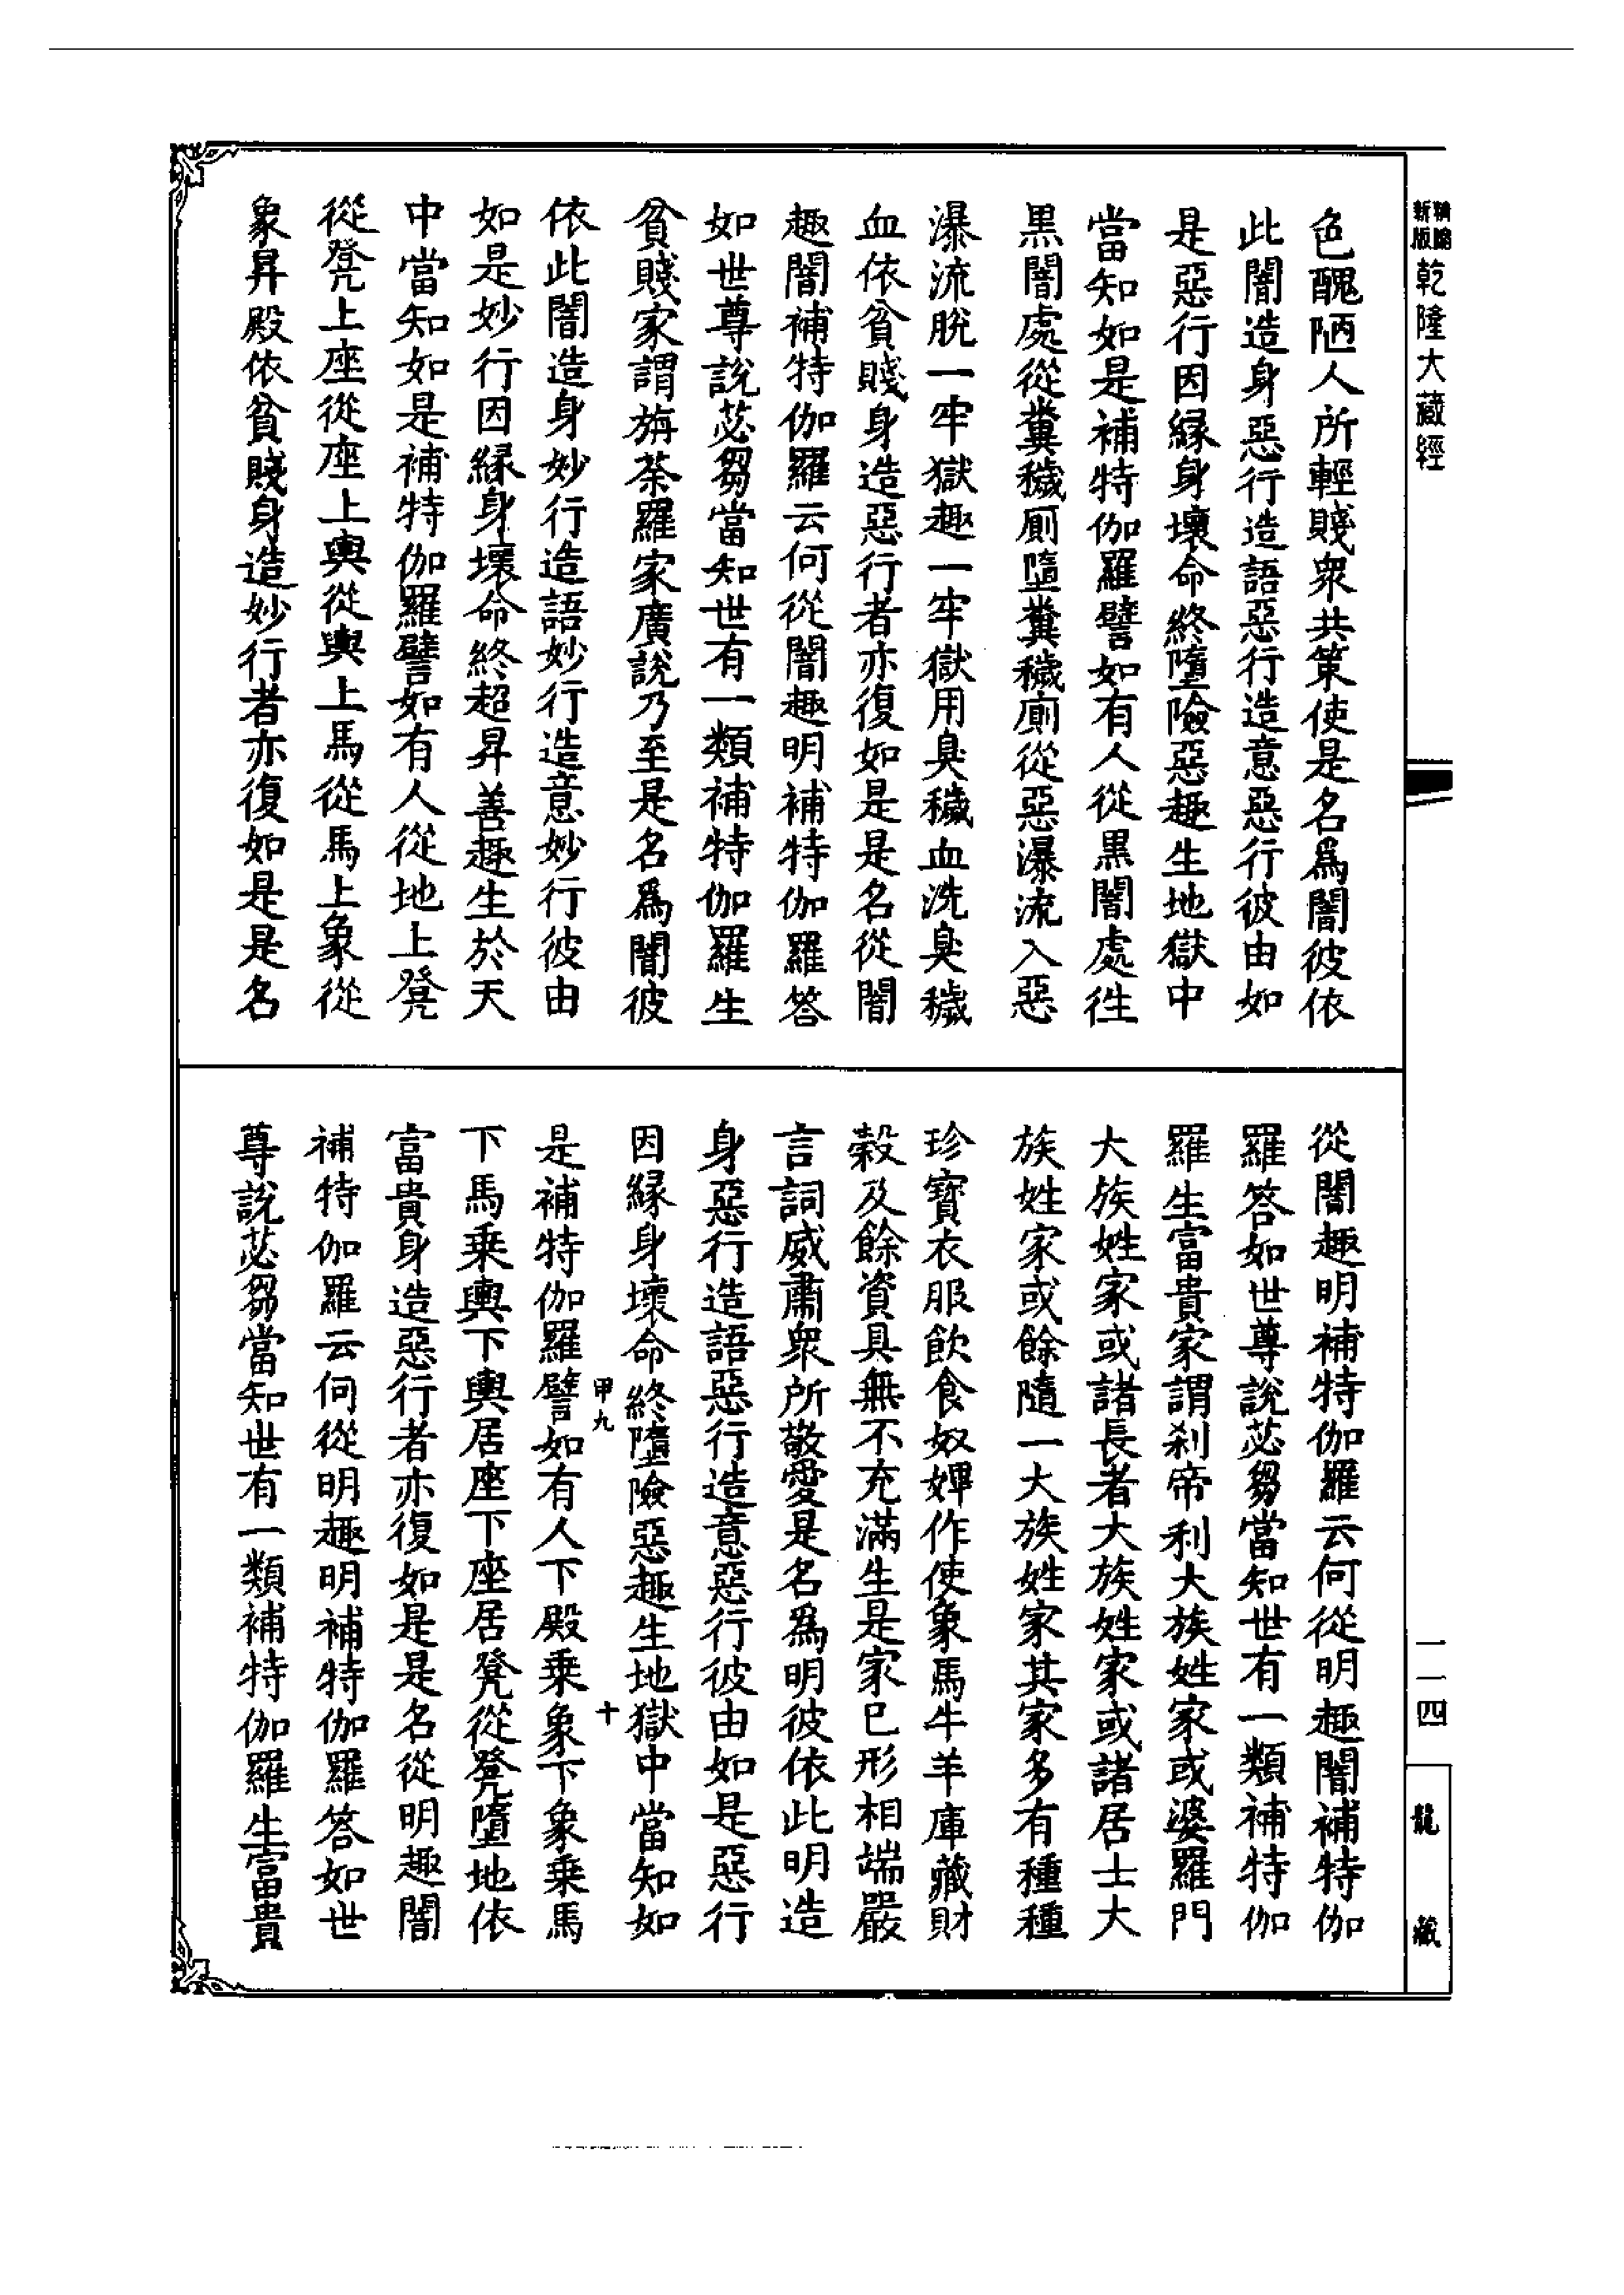 新版精縮乾隆大藏經
一一四
龍藏
色醜陋人所輕賤衆共策使是名爲闇彼依
此闇造身惡行造語惡行造意惡行彼由如
是惡行因緣身壞命終墮險惡趣生地獄中
當知如是補特伽羅譬如有人從黑闇處往
黑闇處從糞穢厠墮糞穢廁從惡瀑流入惡
瀑流脫一牢獄趣一牢獄用臭穢血洗臭穢
血依貧賤身造惡行者亦復如是是名從闇
趣闇補特伽羅云何從闇趣明補特伽羅答
如世尊說苾芻當知世有一類補特伽羅生
貧賤家謂旃荼羅家廣說乃至是名爲闇彼
依此闇造身妙行造語妙行造意妙行彼由
如是妙行因緣身壞命終超昇善趣生於天
中當知如是補特伽羅譬如有人從地上凳
從凳上座從座上輿從輿上馬從馬上象從
象昇殿依貧賤身造妙行者亦復如是是名
從闇趣明補特伽羅云何從明趣闇補特伽
羅答如世尊說苾芻當知世有一類補特伽
羅生富貴家謂刹帝利大族姓家或婆羅門
大族姓家或諸長者大族姓家或諸居士大
族姓家或餘隨一大族姓家其家多有種種
珍寶衣服飲食奴婢作使象馬牛羊庫藏財
穀及餘資具無不充滿生是家已形相端嚴
言詞威肅衆所敬愛是名爲明彼依此明造
身惡行造語惡行造意惡行彼由如是惡行
因緣身壞命終墮險惡趣生地獄中當知如
甲九 十
是補特伽羅譬如有人下殿乘象下象乘馬
下馬乘輿下輿居座下座居凳從凳墮地依
富貴身造惡行者亦復如是是名從明趣闇
補特伽羅云何從明趣明補特伽羅答如世
尊說苾芻當知世有一類補特伽羅生富貴